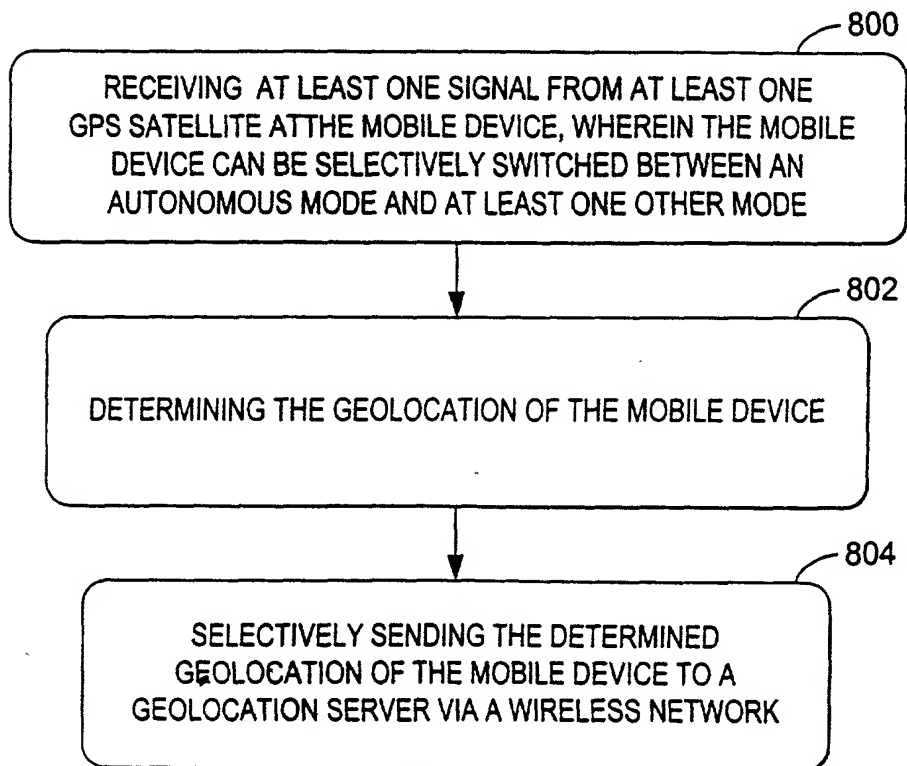 800
RECEIVING AT LEAST ONE SIGNAL FROM AT LEAST ONE
GPS SATELLITE ATTHE MOBILE DEVICE, WHEREIN THE MOBILE
DEVICE CAN BE SELECTIVELY SWITCHED BETWEEN AN
AUTONOMOUS MODE AND AT LEAST ONE OTHER MODE
802
DETERMINING THE GEOLOCATION OF THE MOBILE DEVICE
804
SELECTIVELY SENDING THE DETERMINED
GEOLOCATION OF THE MOBILE DEVICE TO A
GEOLOCATION SERVER VIA A WIRELESS NETWORK